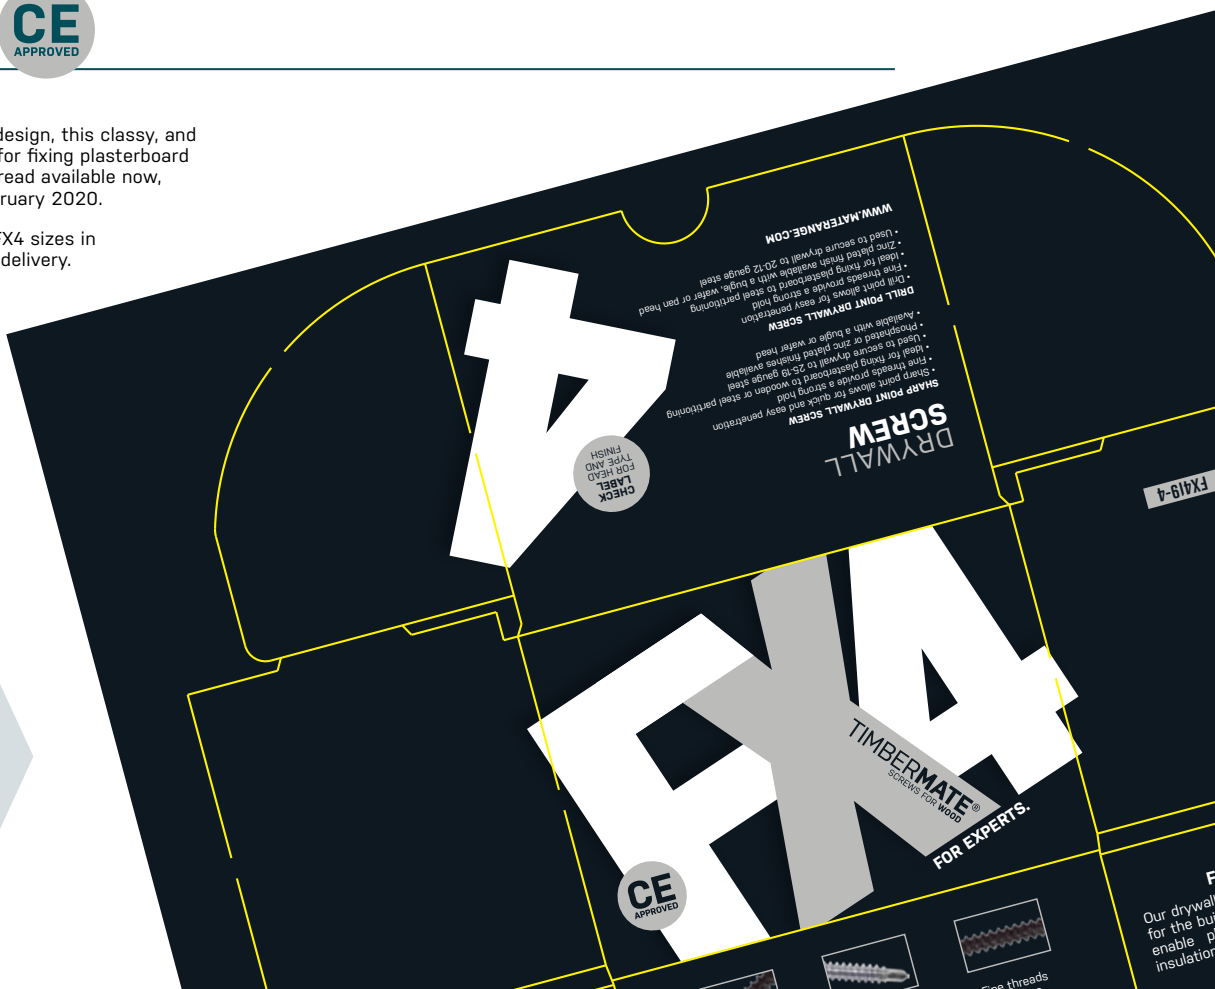 CE
APPROVED
design, this classy, and
for fixing plasterboard
read available now,
ruary 2020.
FX4 sizes in
delivery.
4
CHECK
LABEL
FOR HEAD
TYPE AND
FINISH
DRYWALL
SCREW
SHARP POINT DRYWALL SCREW
• Sharp point allows for quick and easy penetration
• Fine threads provide a strong hold
• Ideal for fixing plasterboard to wooden or steel partitioning
• Used to secure drywall to 25-19 gauge steel
• Phosphated or zinc plated finishes available
• Available with a bugle or wafer head
DRILL POINT DRYWALL SCREW
• Drill point allows for easy penetration
• Fine threads provide a strong hold
• Ideal for fixing plasterboard to steel partitioning
• Zinc plated finish available with a bugle, wafer or pan head
• Used to secure drywall to 20-12 gauge steel
WWW.MATERANGE.COM
FX419-4
FX4
TIMBERMATE®
SCREWS FOR WOOD
FOR EXPERTS.
CE
APPROVED
Fine threads
F
Our drywall
for the bui
enable pl
insulation